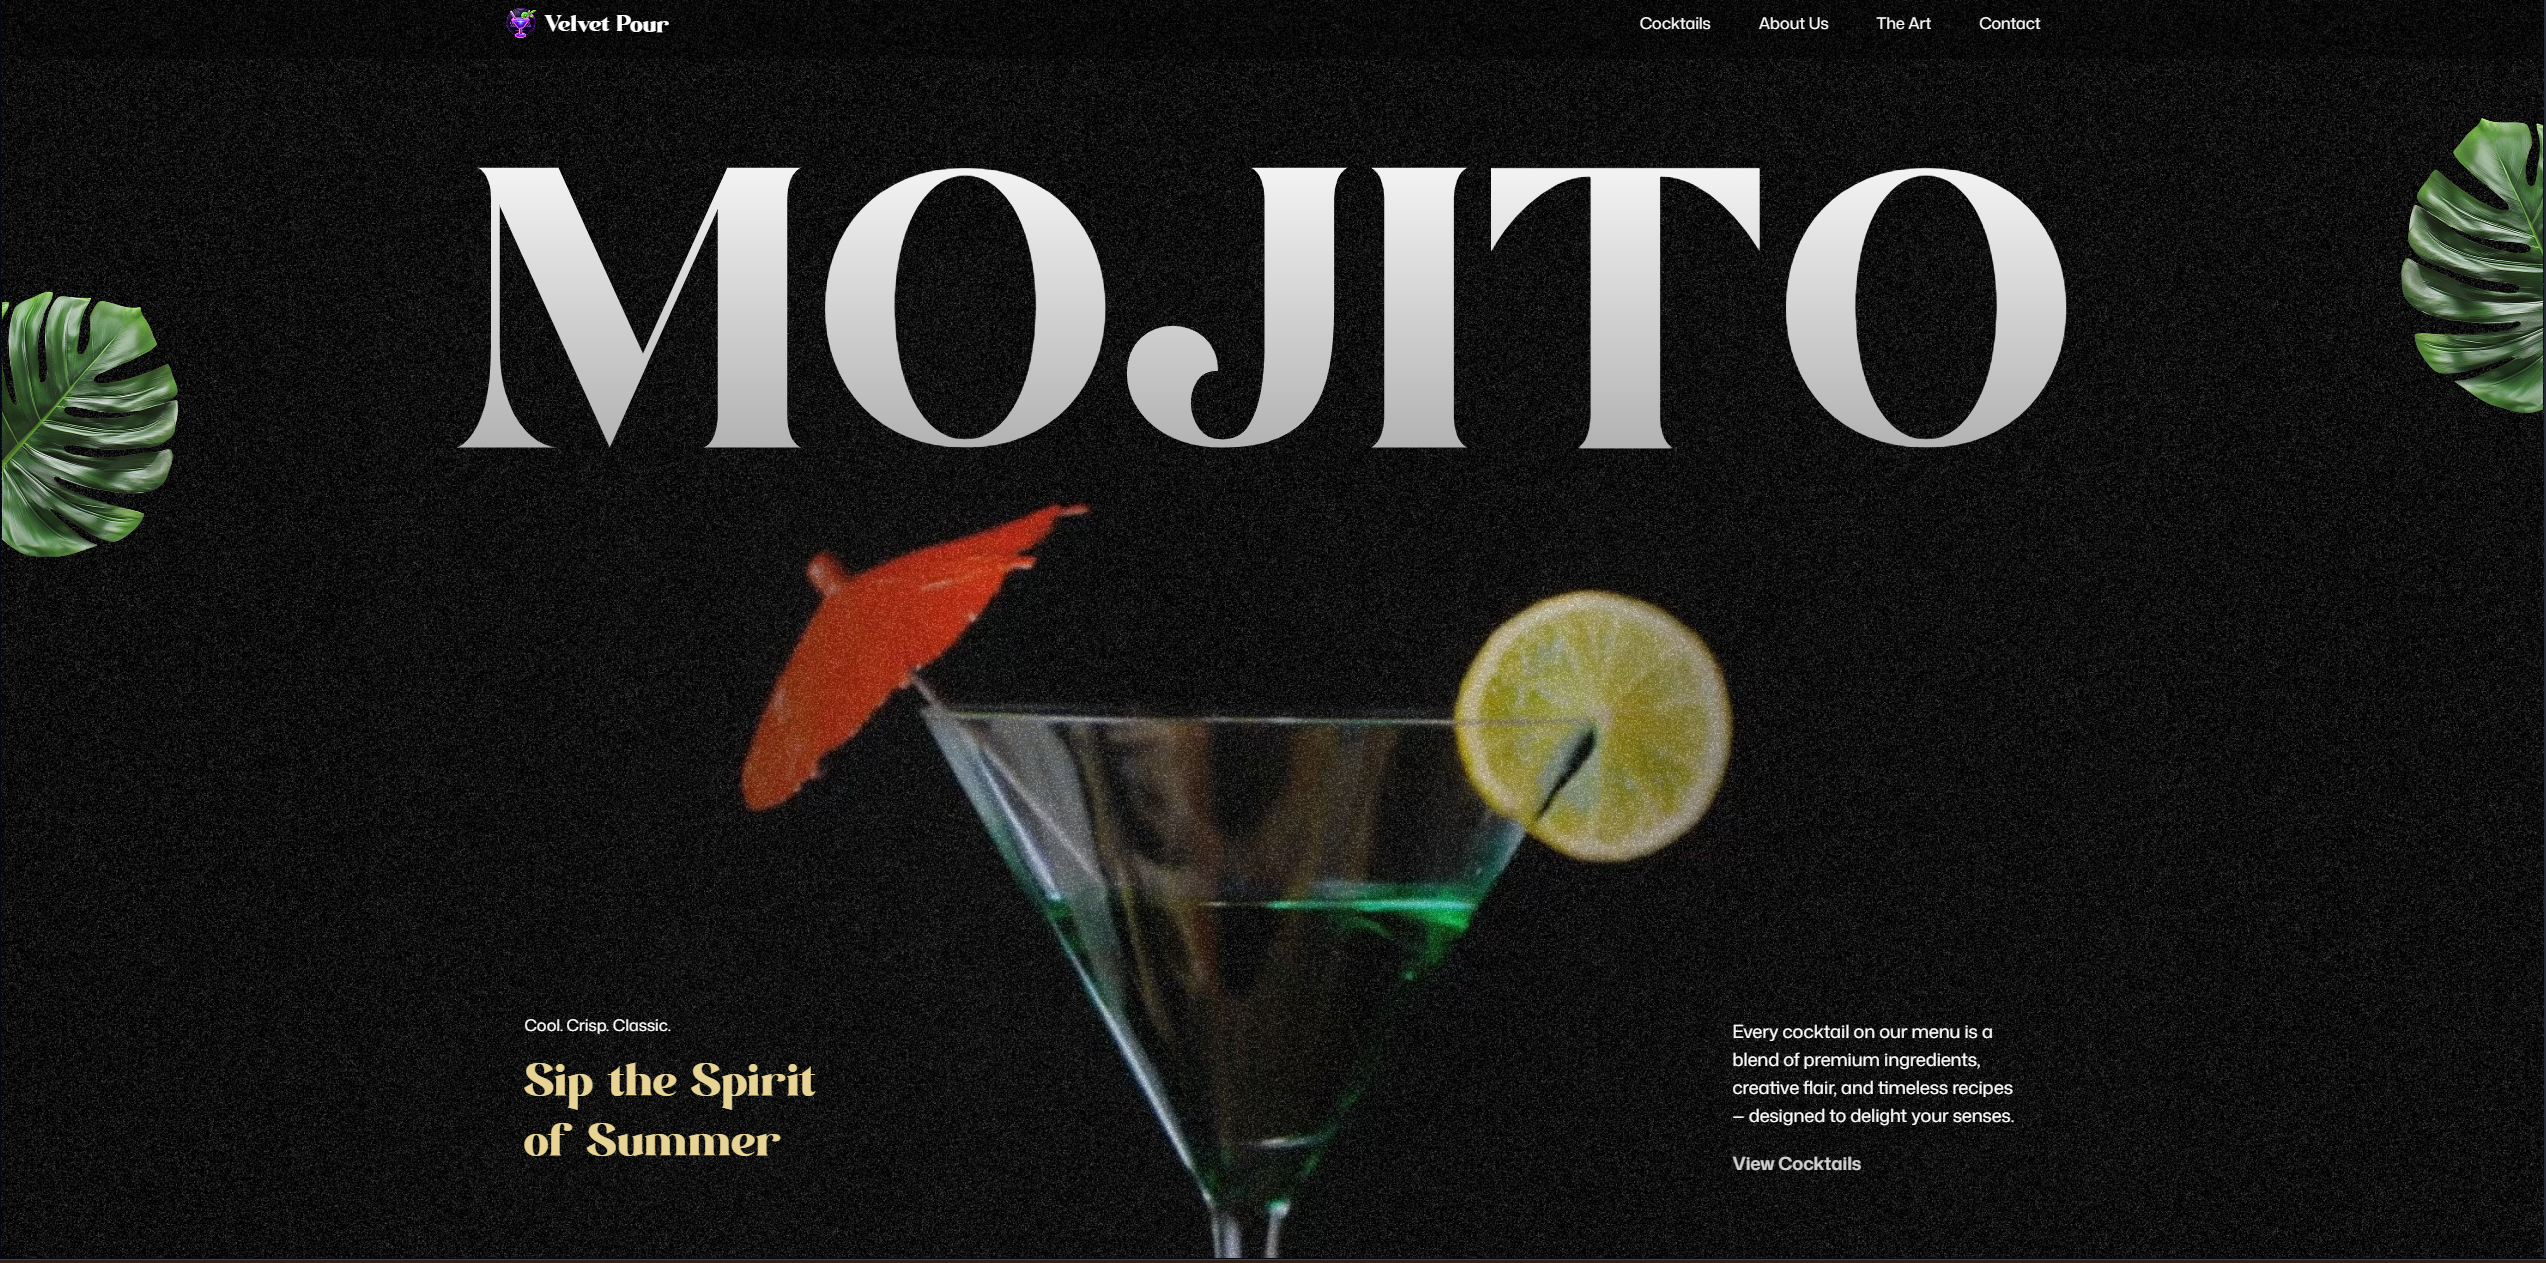 Velvet Pour
Cocktails
About Us
The Art
Contact
MOJITO
Cool. Crisp. Classic.
Sip the Spirit
of Summer
Every cocktail on our menu is a
blend of premium ingredients,
creative flair, and timeless recipes
– designed to delight your senses.
View Cocktails